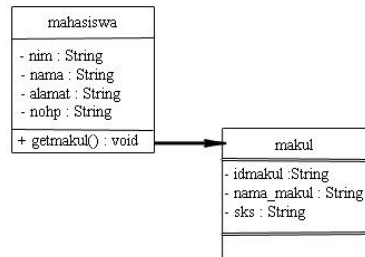 mahasiswa
- nim : String
- nama : String
- alamat : String
- nohp : String
+ getmakul() : void
makul
- idmakul :String
- nama_makul : String
- sks : String